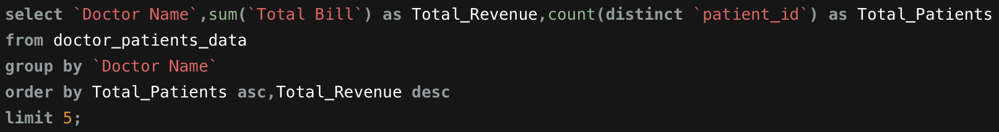 select `Doctor Name`,sum(`Total Bill`) as Total_Revenue,count(distinct `patient_id`) as Total_Patients
from doctor_patients_data
group by `Doctor Name`
order by Total_Patients asc,Total_Revenue desc
limit 5;